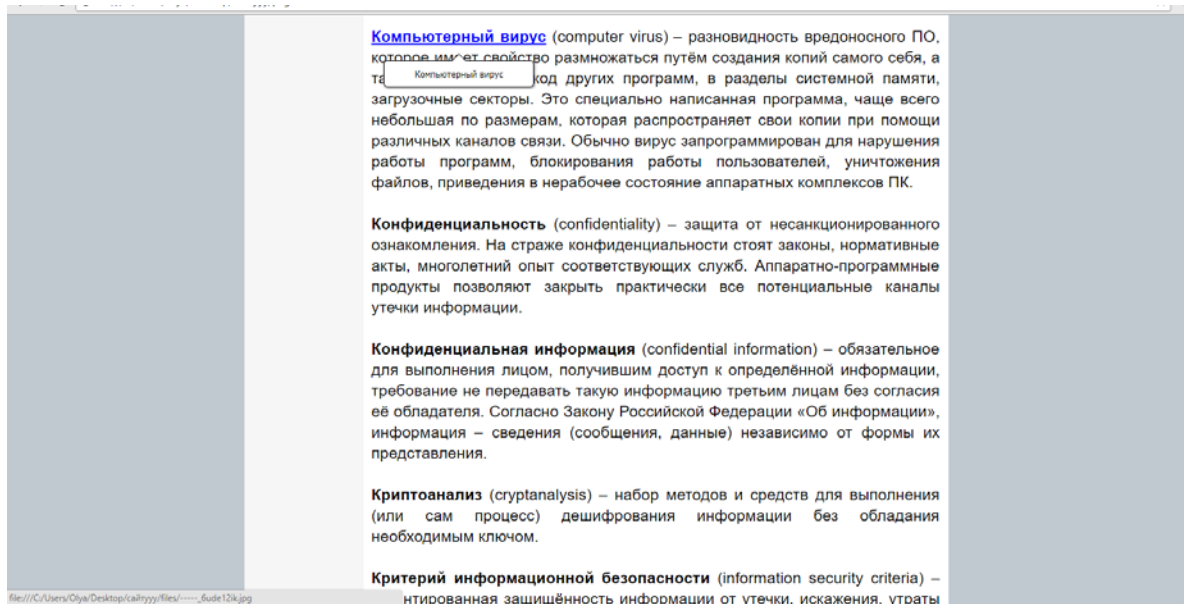 Компьютерный вирус (computer virus) – разновидность вредоносного ПО,
которое имеет свойство размножаться путём создания копий самого себя, а
Компьютерный вирус
код других программ, в разделы системной памяти,
загрузочные секторы. Это специально написанная программа, чаще всего
небольшая по размерам, которая распространяет свои копии при помощи
различных каналов связи. Обычно вирус запрограммирован для нарушения
работы программ, блокирования работы пользователей, уничтожения
файлов, приведения в нерабочее состояние аппаратных комплексов ПК.
Конфиденциальность (confidentiality) – защита от несанкционированного
ознакомления. На страже конфиденциальности стоят законы, нормативные
акты, многолетний опыт соответствующих служб. Аппаратно-программные
продукты позволяют закрыть практически все потенциальные каналы
утечки информации.
Конфиденциальная информация (confidential information) – обязательное
для выполнения лицом, получившим доступ к определённой информации,
требование не передавать такую информацию третьим лицам без согласия
её обладателя. Согласно Закону Российской Федерации «Об информации»,
информация – сведения (сообщения, данные) независимо от формы их
представления.
Криптоанализ (cryptanalysis) – набор методов и средств для выполнения
(или сам процесс) дешифрования информации без обладания
необходимым ключом.
Критерий информационной безопасности (information security criteria) –
нтированная защищённость информации от утечки, искажения, утраты
file:///C:/Users/Olya/Desktop/сайтууу/files/-----_6ude12ik.jpg